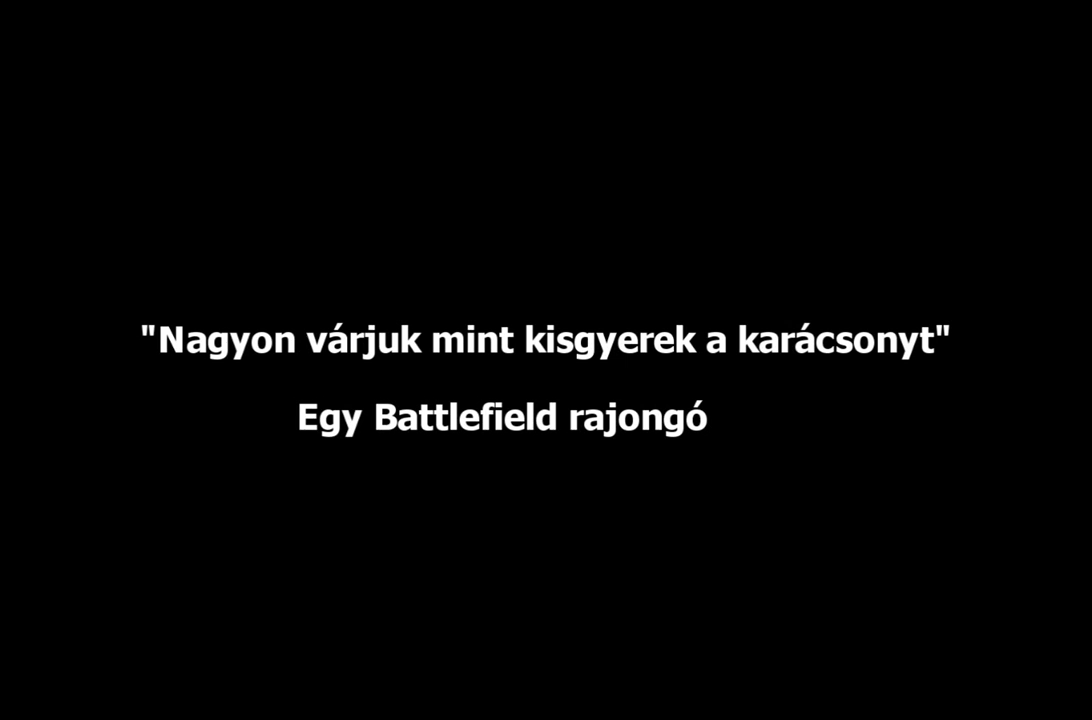 "Nagyon várjuk mint kisgyerek a karácsonyt"
Egy Battlefield rajongó